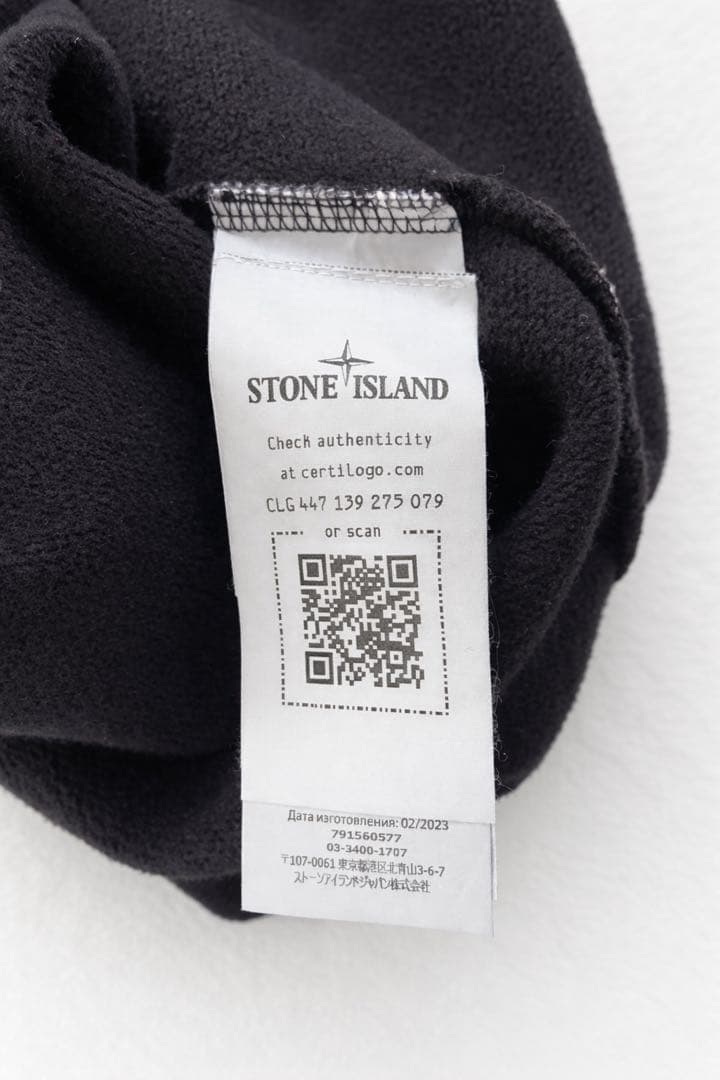 STONE ISLAND
Check authenticity
at certilogo.com
CLG 447 139 275 079
or scan
Дата изготовления: 02/2023
791560577
03-3400-1707
〒107-0061 東京都港区北青山3-6-7
ストーンアイランドジャパン株式会社